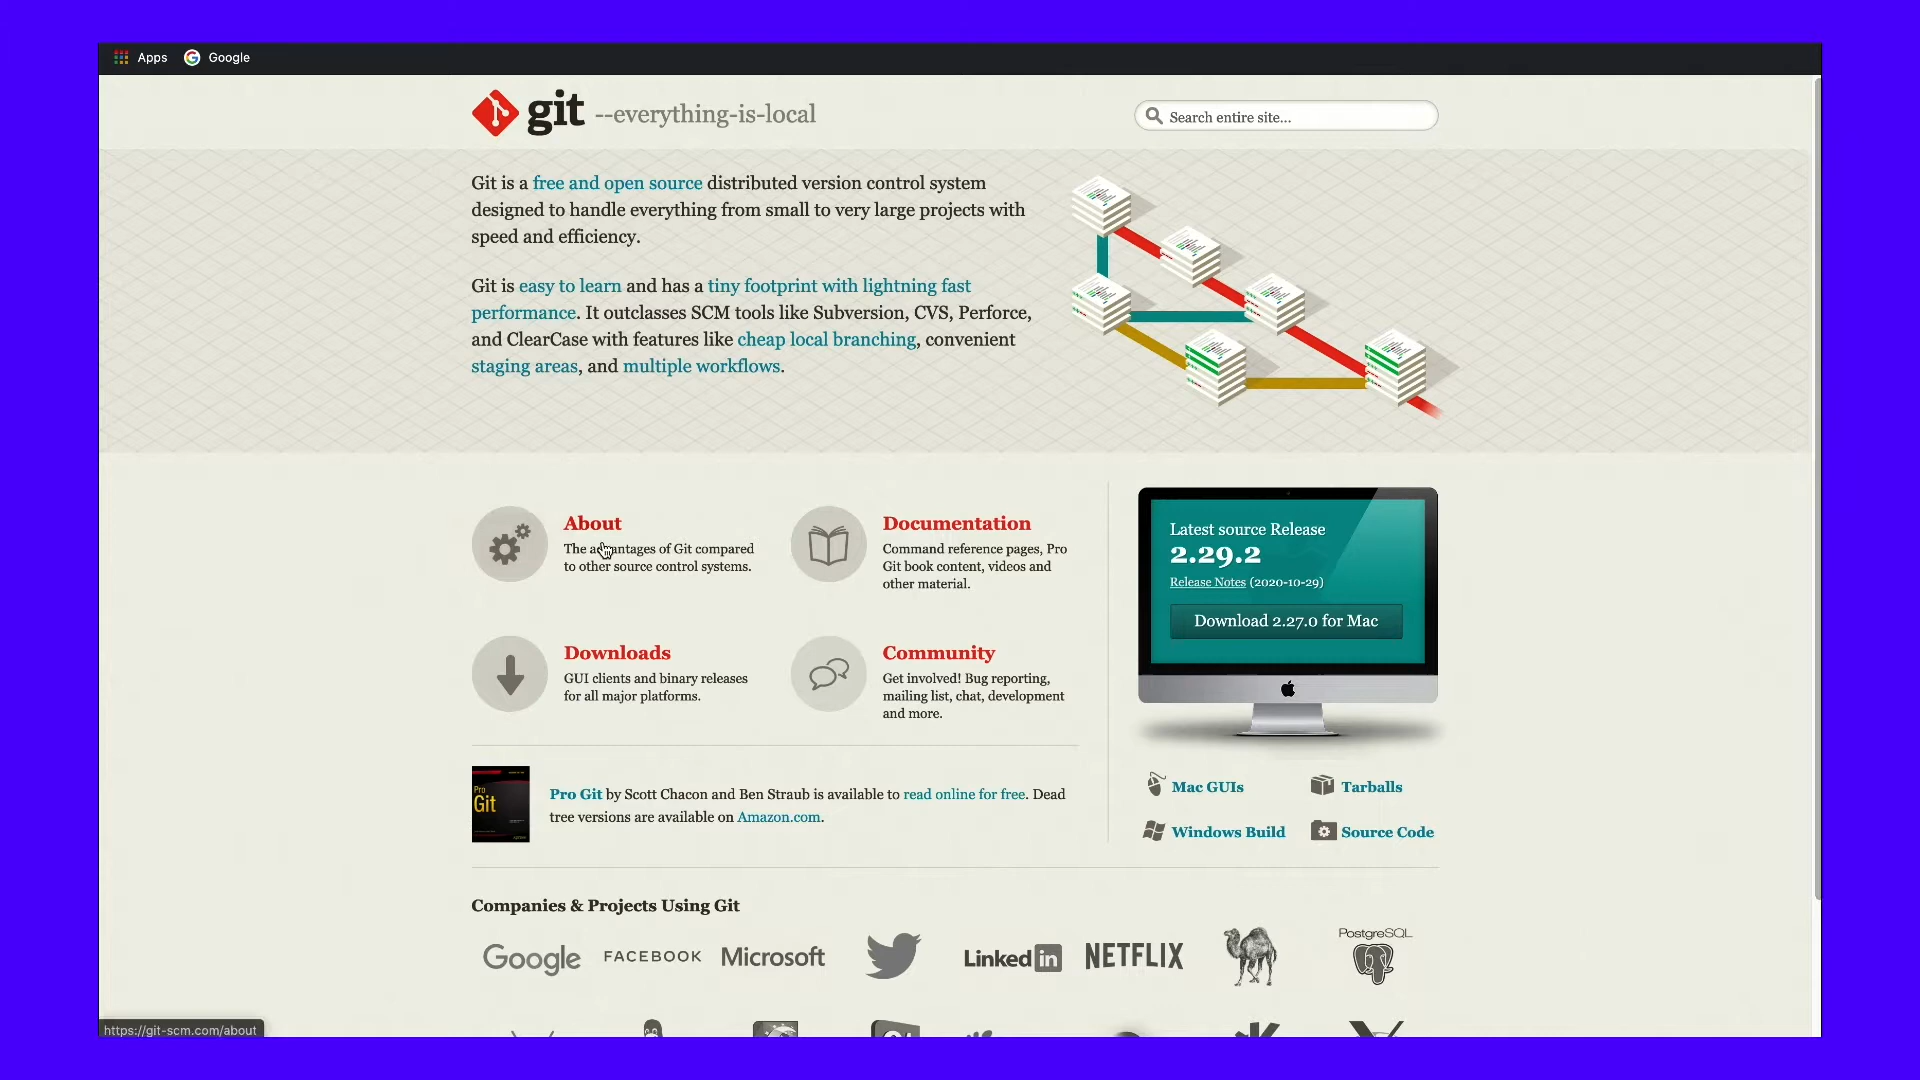 Apps Google
git --everything-is-local
Search entire site...
Git is a free and open source distributed version control system
designed to handle everything from small to very large projects with
speed and efficiency.
Git is easy to learn and has a tiny footprint with lightning fast
performance. It outclasses SCM tools like Subversion, CVS, Perforce,
and ClearCase with features like cheap local branching, convenient
staging areas, and multiple workflows.
About
The advantages of Git compared
to other source control systems.
Documentation
Command reference pages, Pro
Git book content, videos and
other material.
Downloads
GUI clients and binary releases
for all major platforms.
Community
Get involved! Bug reporting,
mailing list, chat, development
and more.
Latest source Release
2.29.2
Release Notes (2020-10-29)
Download 2.27.0 for Mac
Mac GUIs
Tarballs
Windows Build
Source Code
Pro
Git
Pro Git by Scott Chacon and Ben Straub is available to read online for free. Dead
tree versions are available on Amazon.com.
Companies & Projects Using Git
Google FACEBOOK Microsoft Linked in NETFLIX PostgreSQL
https://git-scm.com/about